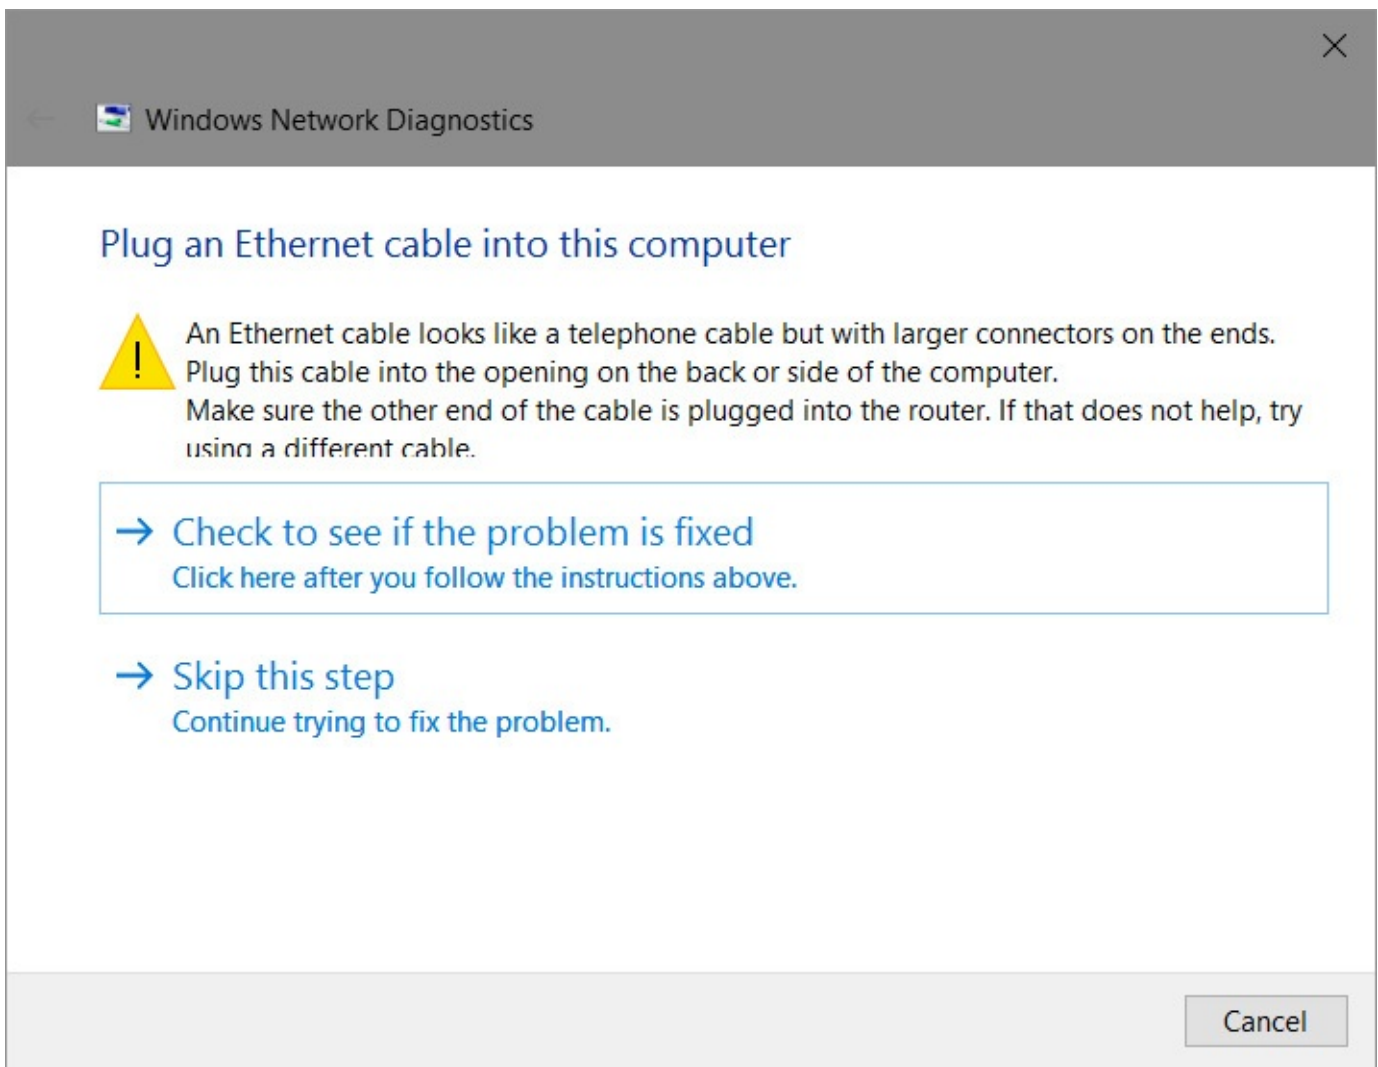 Windows Network Diagnostics
Plug an Ethernet cable into this computer
An Ethernet cable looks like a telephone cable but with larger connectors on the ends.
Plug this cable into the opening on the back or side of the computer.
Make sure the other end of the cable is plugged into the router. If that does not help, try
using a different cable.
Check to see if the problem is fixed
Click here after you follow the instructions above.
Skip this step
Continue trying to fix the problem.
Cancel